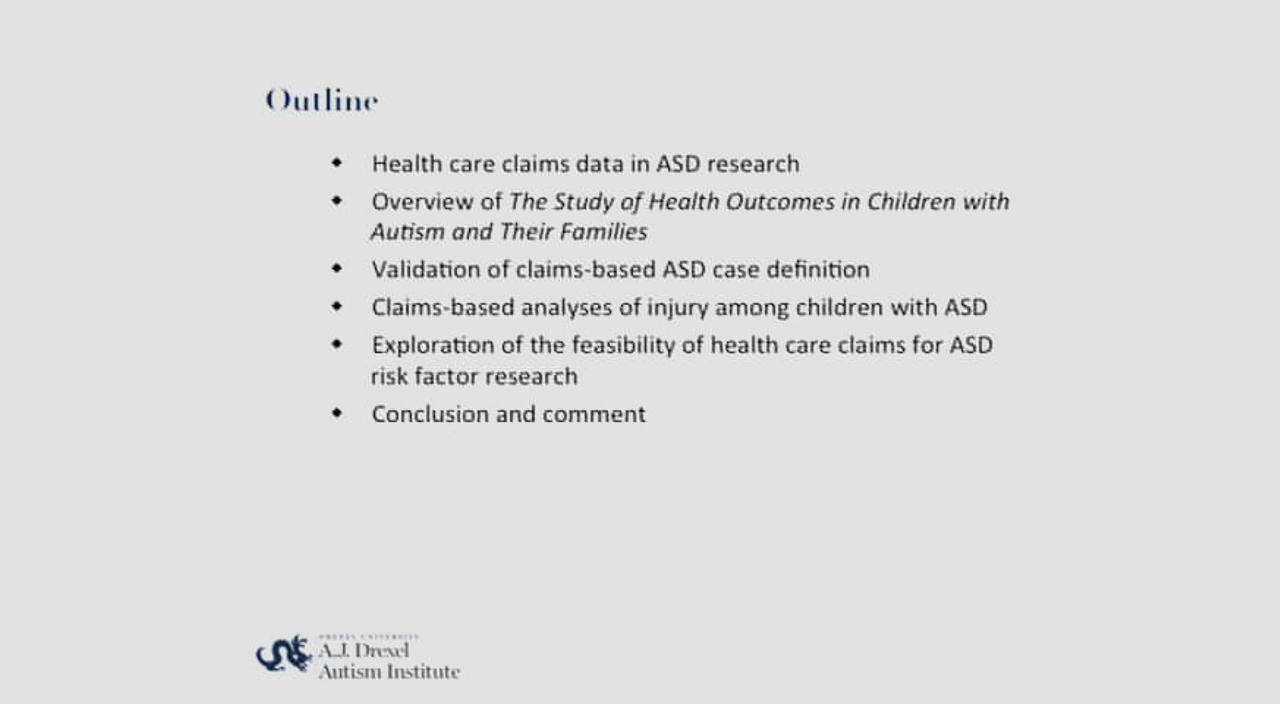 Outline
◆ Health care claims data in ASD research
◆ Overview of The Study of Health Outcomes in Children with
Autism and Their Families
◆ Validation of claims-based ASD case definition
◆ Claims-based analyses of injury among children with ASD
◆ Exploration of the feasibility of health care claims for ASD
risk factor research
◆ Conclusion and comment
DREXEL UNIVERSITY
A.J. Drexel
Autism Institute